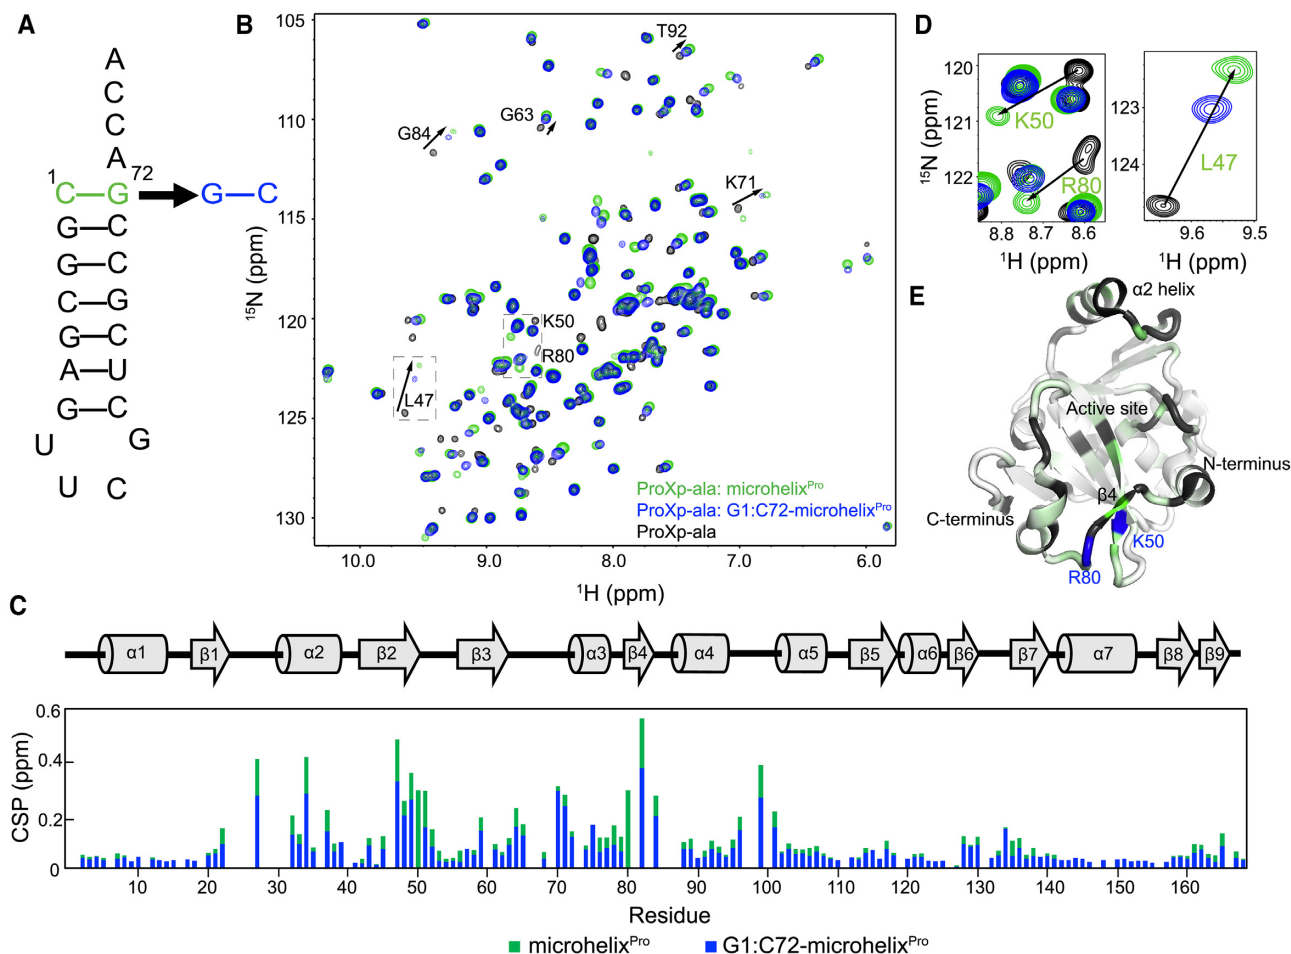 A
A
C
C
A
1
72
C—G
G—C
G—C
G—C
C—G
G—C
A—U
G—C
U
G
U
C
B
105
110
115
120
125
130
15N (ppm)
10.0
9.0
8.0
7.0
6.0
1H (ppm)
T92
G63
G84
K71
K50
R80
L47
ProXp-ala: microhelixPro
ProXp-ala: G1:C72-microhelixPro
ProXp-ala
D
120
121
122
15N (ppm)
K50
R80
8.8
8.7
8.6
1H (ppm)
123
124
L47
9.6
9.5
1H (ppm)
E
α2 helix
Active site
N-terminus
β4
C-terminus
K50
R80
C
α1
β1
α2
β2
β3
α3
β4
α4
α5
β5
α6
β6
β7
α7
β8
β9
0.6
0.4
0.2
0
CSP (ppm)
10
20
30
40
50
60
70
80
90
100
110
120
130
140
150
160
Residue
microhelixPro
G1:C72-microhelixPro